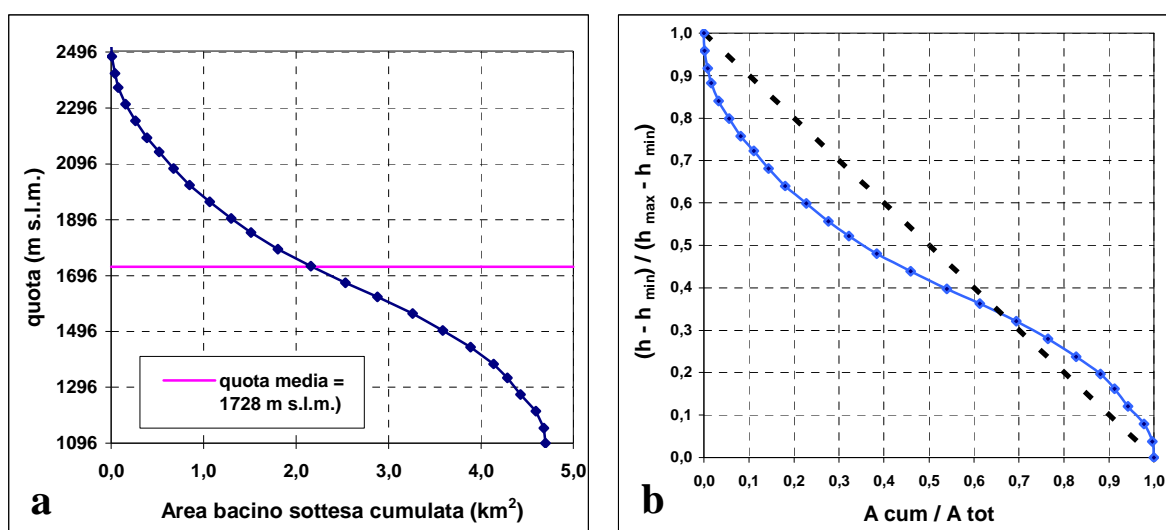 quota (m s.l.m.)
2496
2296
2096
1896
1696
1496
1296
1096
quota media =
1728 m s.l.m.)
0,0 1,0 2,0 3,0 4,0 5,0
Area bacino sottesa cumulata (km²)
a
(h - h min) / (h max - h min)
1,0
0,9
0,8
0,7
0,6
0,5
0,4
0,3
0,2
0,1
0,0
0,0 0,1 0,2 0,3 0,4 0,5 0,6 0,7 0,8 0,9 1,0
A cum / A tot
b